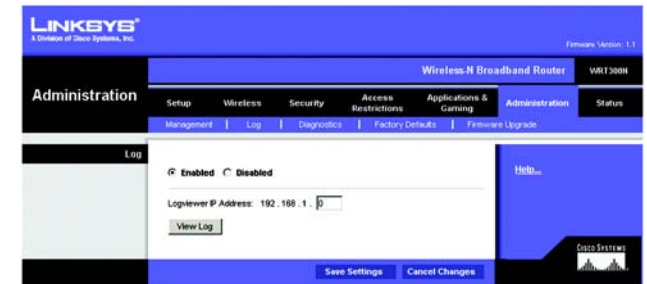 LINKSYS®
A Division of Cisco Systems, Inc.
Firmware Version: 1.1
Wireless-N Broadband Router
WRT300N
Administration
Setup
Wireless
Security
Access Restrictions
Applications & Gaming
Administration
Status
Management | Log | Diagnostics | Factory Defaults | Firmware Upgrade
Log
Enabled Disabled
Help...
Logviewer IP Address: 192 . 168 . 1 . 0
View Log
Save Settings
Cancel Changes
CISCO SYSTEMS